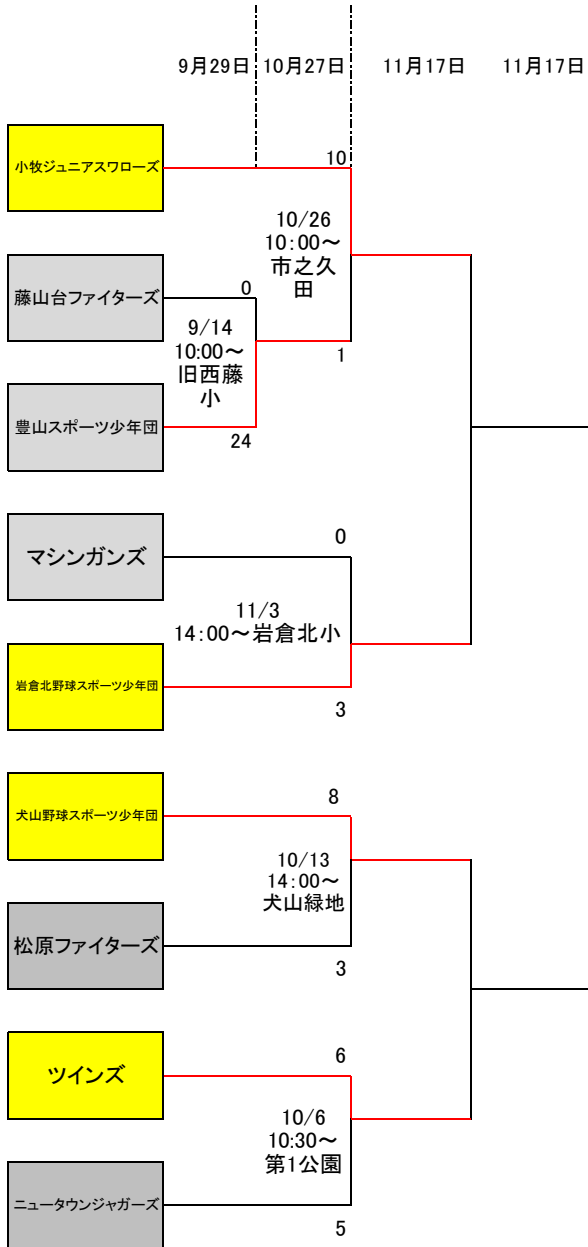 9月29日 10月27日 11月17日 11月17日
小牧ジュニアスワローズ
10
10/26
10:00～
市之久
田
藤山台ファイターズ
0
9/14
10:00～
旧西藤
小
1
豊山スポーツ少年団
24
マシンガンズ
0
11/3
14:00～岩倉北小
岩倉北野球スポーツ少年団
3
犬山野球スポーツ少年団
8
10/13
14:00～
犬山緑地
松原ファイターズ
3
ツインズ
6
10/6
10:30～
第1公園
ニュータウンジャガーズ
5